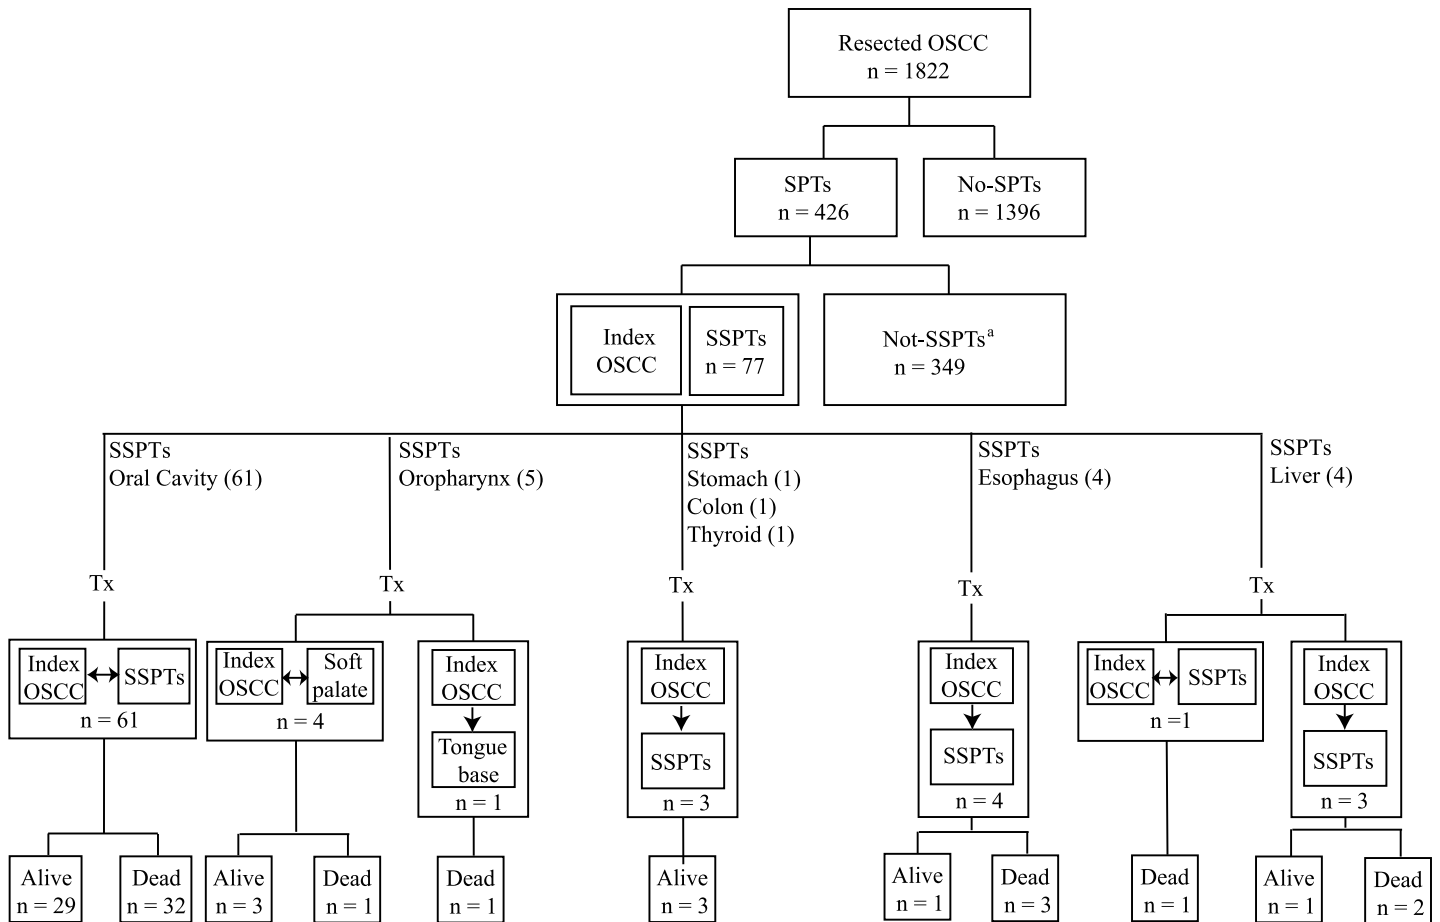 Resected OSCC
n = 1822
SPTs
n = 426
No-SPTs
n = 1396
Index
OSCC
SSPTs
n = 77
Not-SSPTsᵃ
n = 349
SSPTs
Oral Cavity (61)
SSPTs
Oropharynx (5)
SSPTs
Stomach (1)
Colon (1)
Thyroid (1)
SSPTs
Esophagus (4)
SSPTs
Liver (4)
Tx
Tx
Tx
Tx
Tx
Index
OSCC
SSPTs
n = 61
Index
OSCC
Soft
palate
n = 4
Index
OSCC
Tongue
base
n = 1
Index
OSCC
SSPTs
n = 3
Index
OSCC
SSPTs
n = 4
Index
OSCC
SSPTs
n =1
Index
OSCC
SSPTs
n = 3
Alive
n = 29
Dead
n = 32
Alive
n = 3
Dead
n = 1
Dead
n = 1
Alive
n = 3
Alive
n = 1
Dead
n = 3
Dead
n = 1
Alive
n = 1
Dead
n = 2